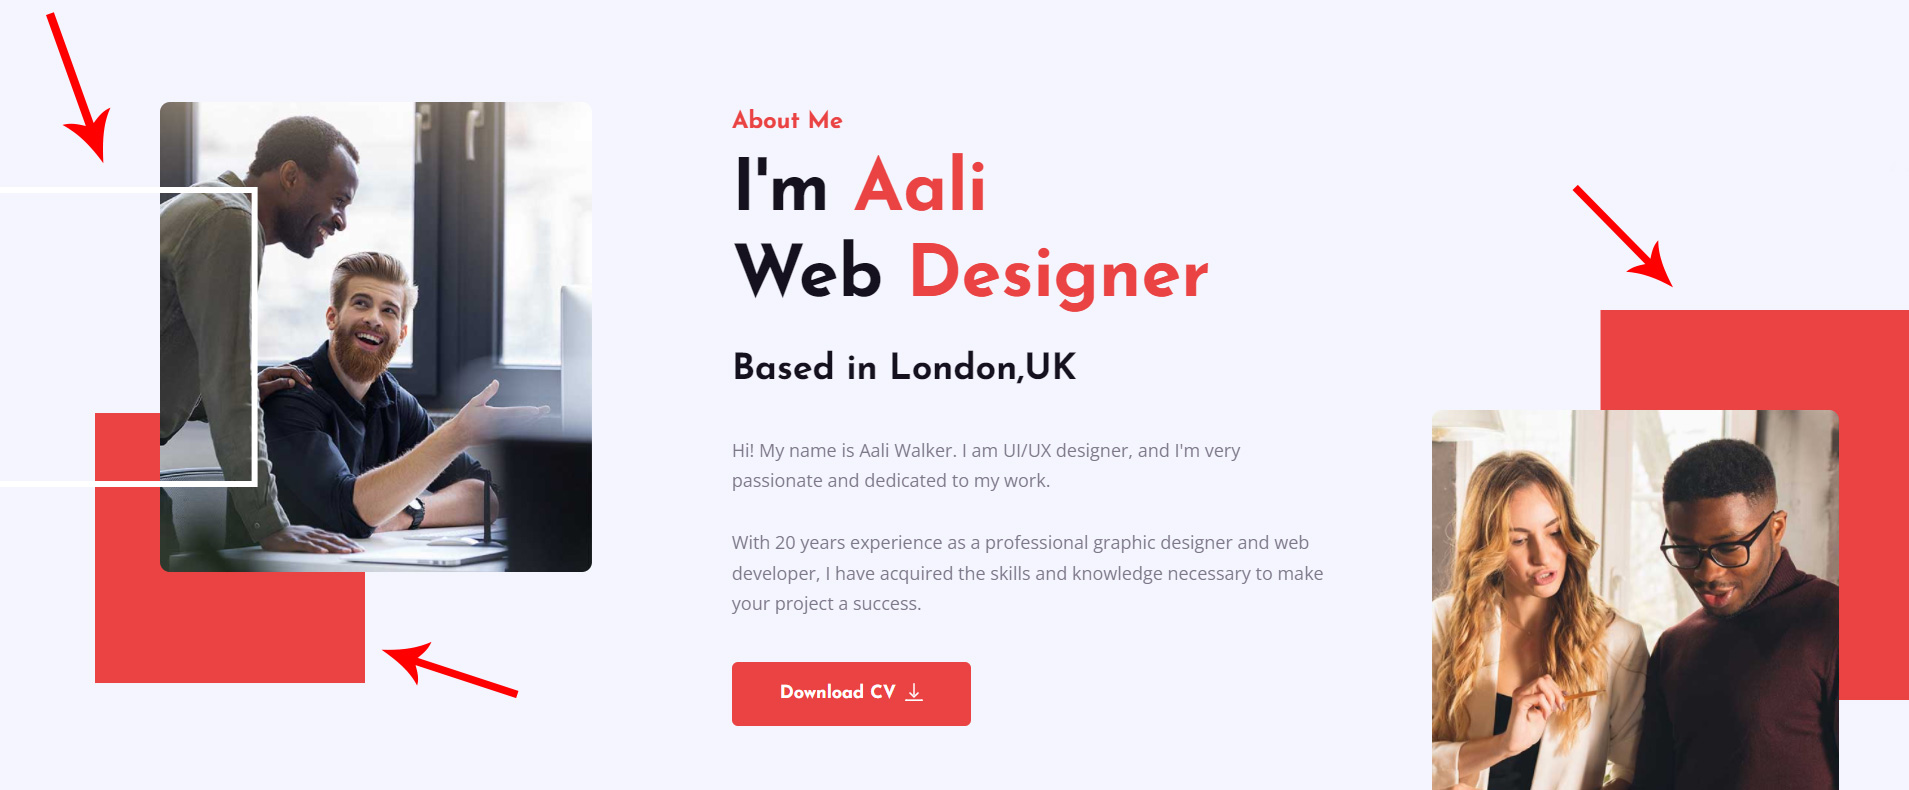 About Me
I'm Aali
Web Designer
Based in London,UK
Hi! My name is Aali Walker. I am UI/UX designer, and I'm very
passionate and dedicated to my work.
With 20 years experience as a professional graphic designer and web
developer, I have acquired the skills and knowledge necessary to make
your project a success.
Download CV